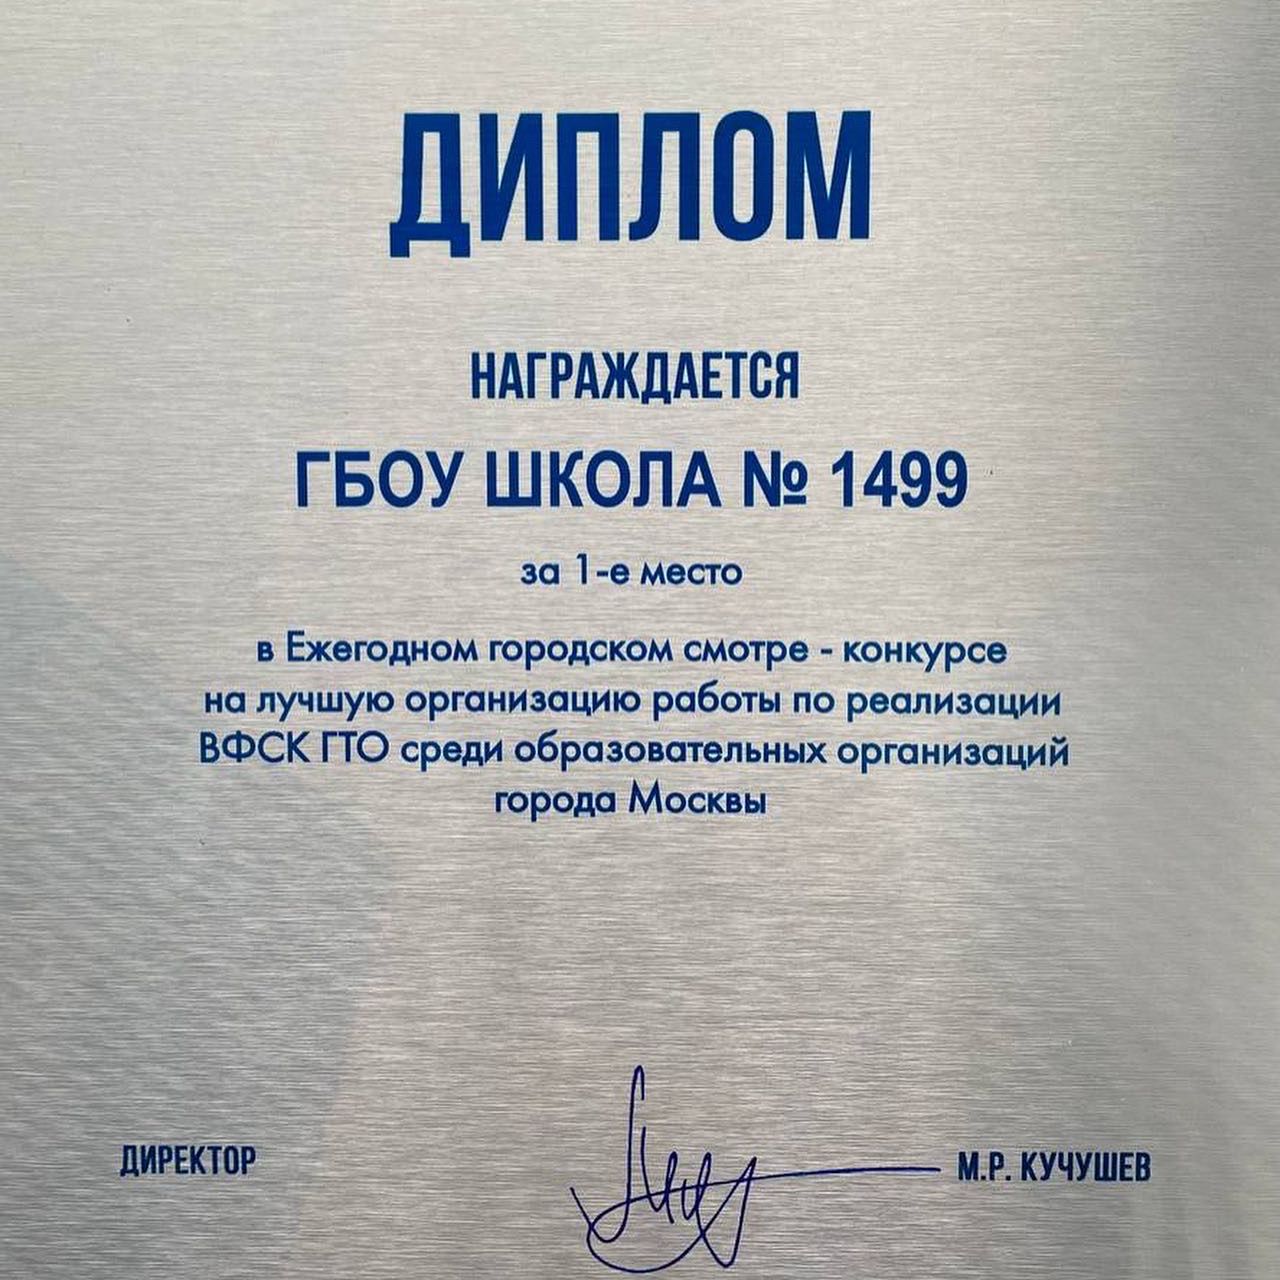 ДИПЛОМ
НАГРАЖДАЕТСЯ
ГБОУ ШКОЛА № 1499
за 1-е место
в Ежегодном городском смотре - конкурсе
на лучшую организацию работы по реализации
ВФСК ГТО среди образовательных организаций
города Москвы
ДИРЕКТОР М.Р. КУЧУШЕВ